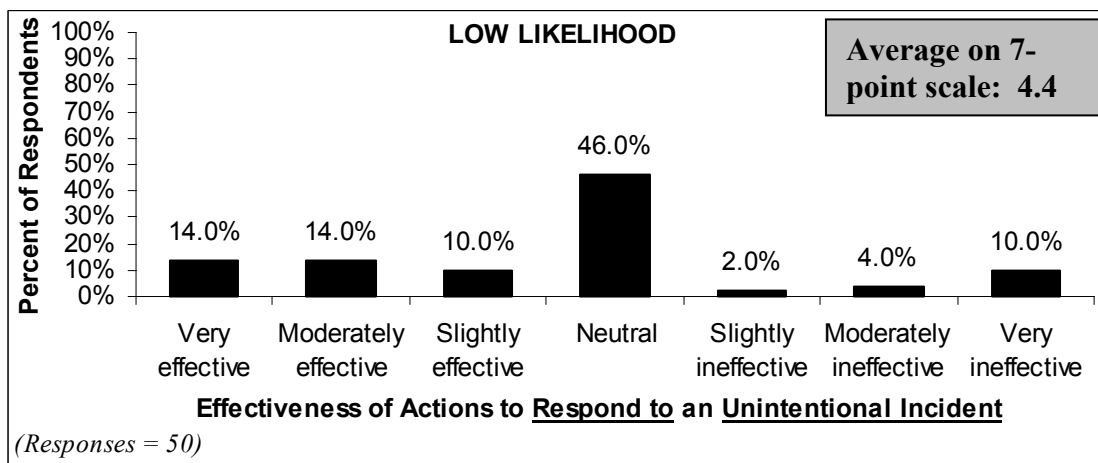 LOW LIKELIHOOD
Average on 7-
point scale: 4.4
Percent of Respondents
100%
90%
80%
70%
60%
50%
40%
30%
20%
10%
0%
14.0%
14.0%
10.0%
46.0%
2.0%
4.0%
10.0%
Very
effective
Moderately
effective
Slightly
effective
Neutral
Slightly
ineffective
Moderately
ineffective
Very
ineffective
Effectiveness of Actions to Respond to an Unintentional Incident
(Responses = 50)